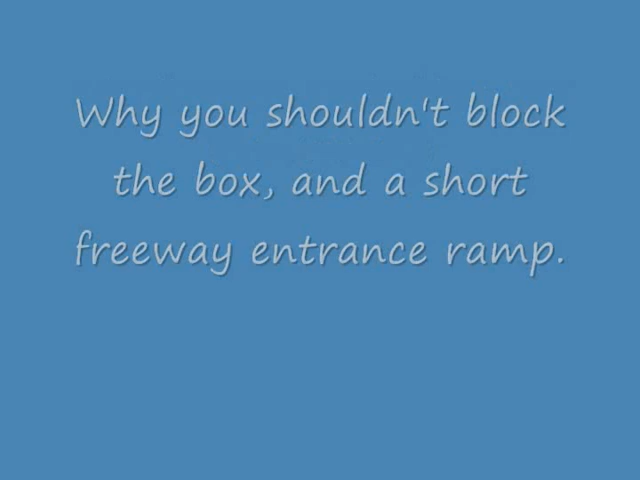 Why you shouldn't block
the box, and a short
freeway entrance ramp.